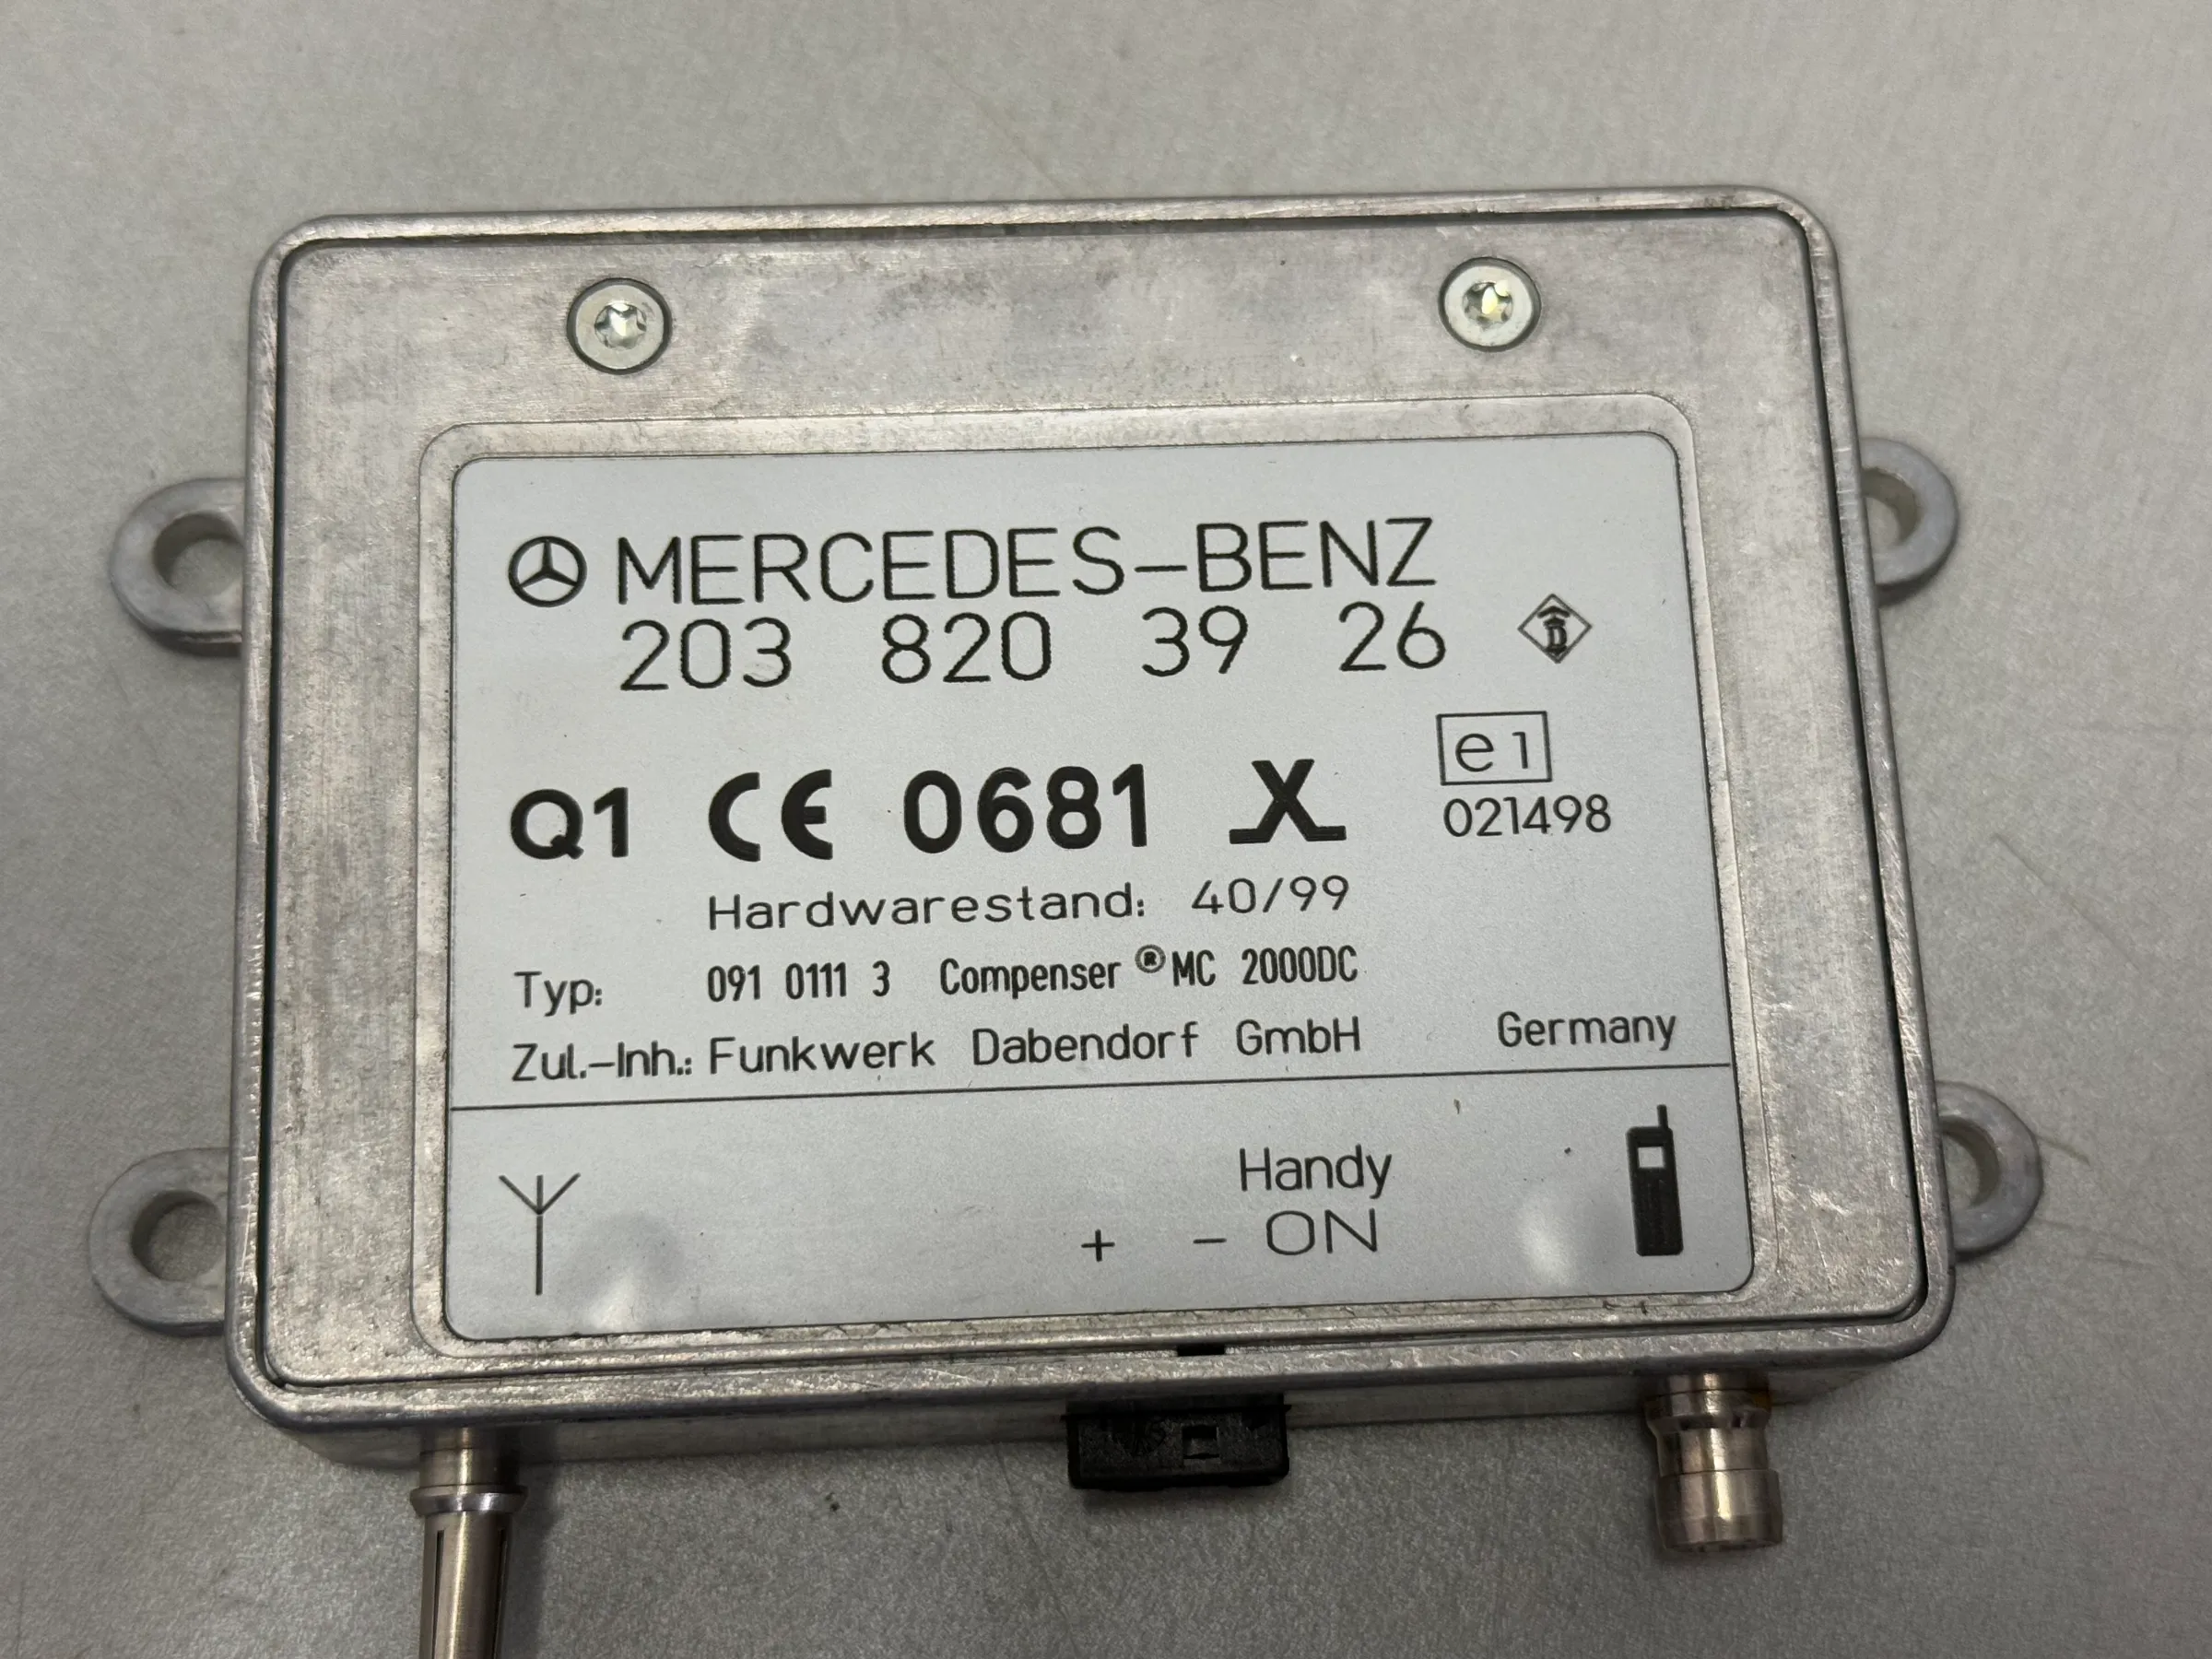 MERCEDES-BENZ
203 820 39 26
e1
021498
Q1 CE 0681 X
Hardwarestand: 40/99
Typ: 091 0111 3 Compenser ® MC 2000DC
Zul.-Inh.: Funkwerk Dabendorf GmbH Germany
Handy
+ - ON